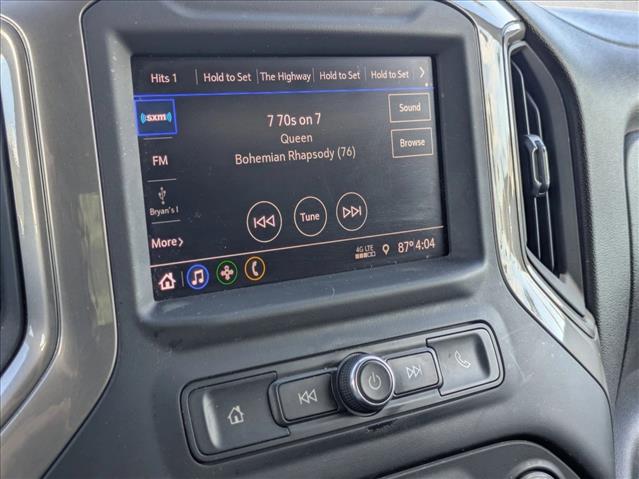 Hits 1 Hold to Set The Highway Hold to Set Hold to Set
sxm
7 70s on 7
Sound
Queen
FM
Bohemian Rhapsody (76)
Browse
Bryan's I
Tune
More
4G LTE
87° 4:04